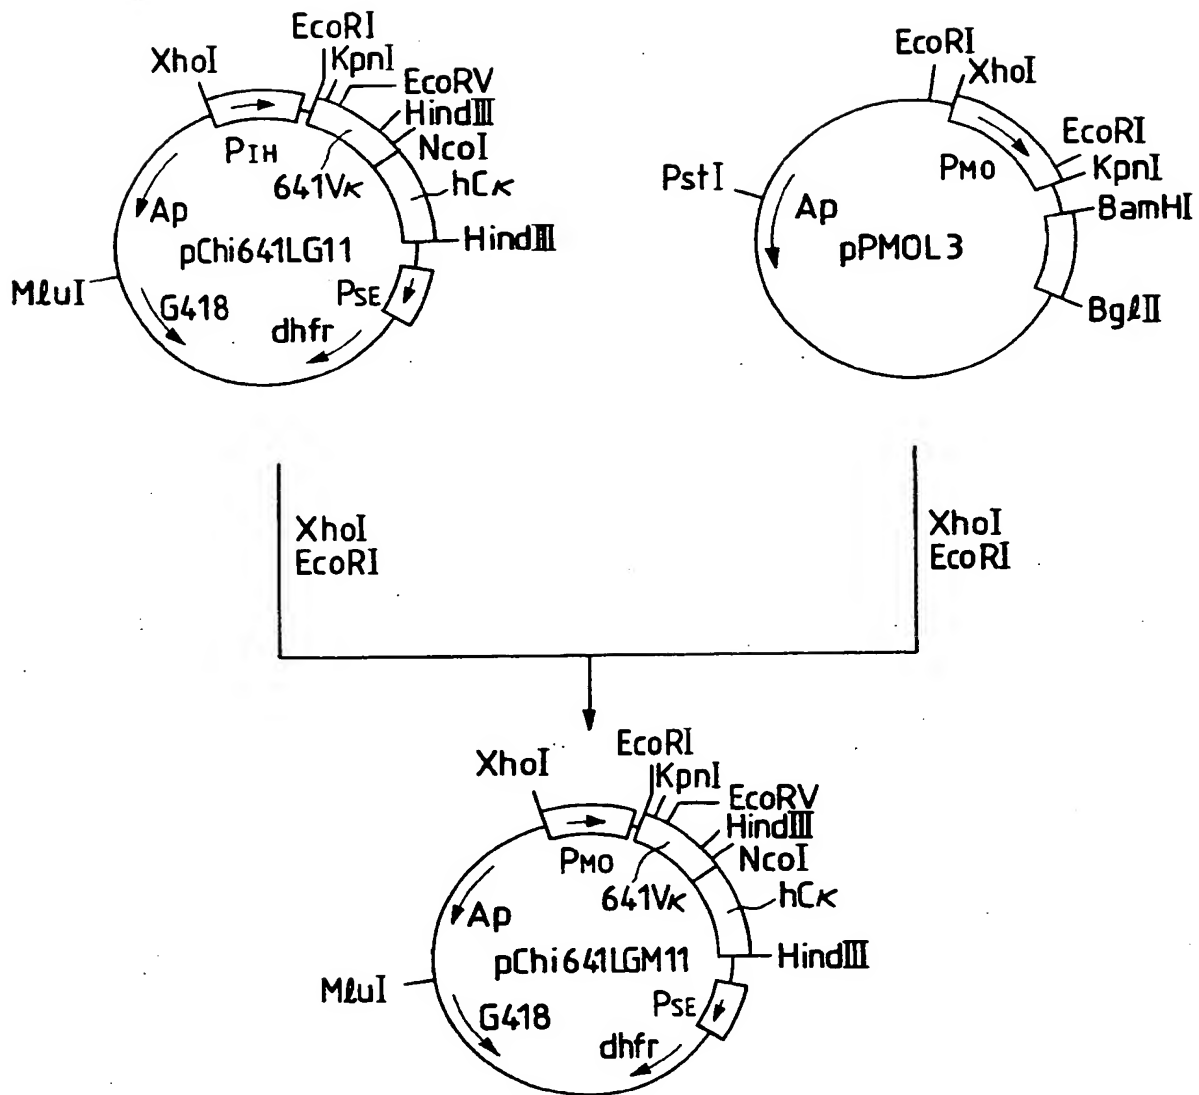 EcoRI
KpnI
XhoI
EcoRV
HindIII
NcoI
PIH
641Vκ
hCκ
Ap
pChi641LG11
HindIII
MluI
G418
PSE
dhfr
EcoRI
XhoI
EcoRI
KpnI
PMO
PstI
Ap
BamHI
pPMOL3
BglII
XhoI
EcoRI
XhoI
EcoRI
EcoRI
XhoI
KpnI
EcoRV
HindIII
NcoI
PMO
641Vκ
hCκ
Ap
pChi641LGM11
HindIII
MluI
G418
PSE
dhfr